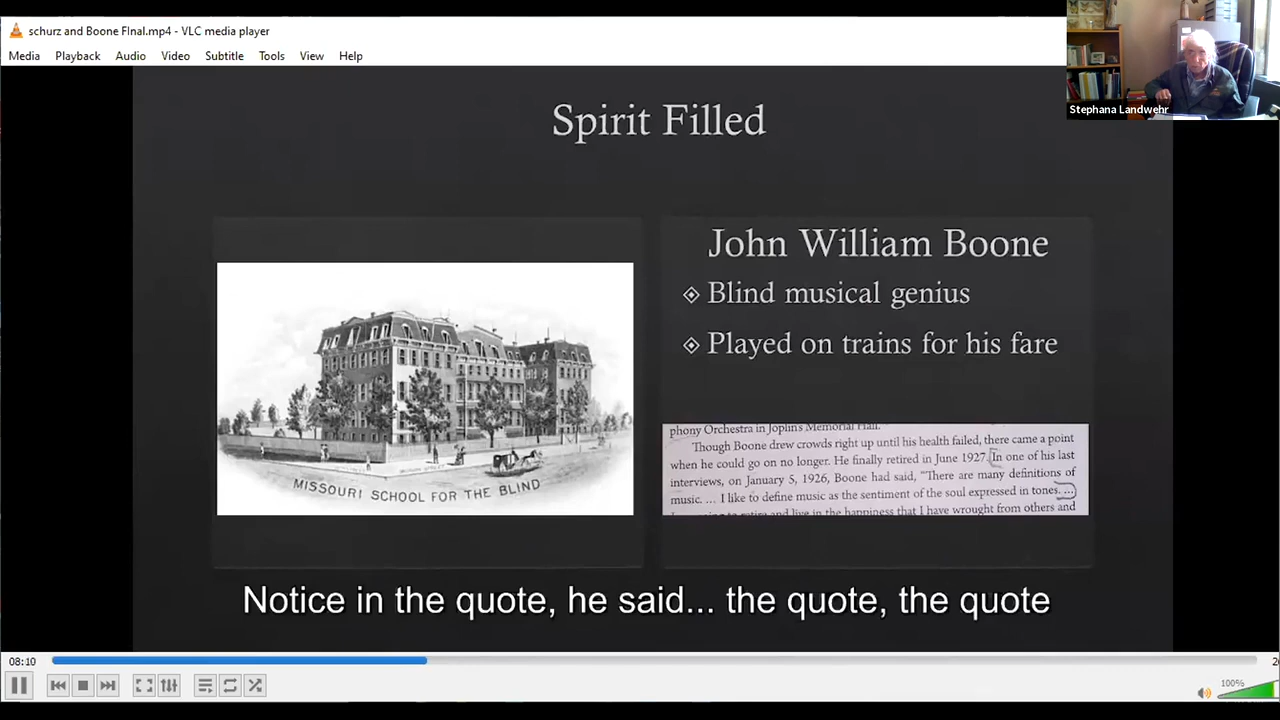 schurz and Boone FInal.mp4 - VLC media player
Media Playback Audio Video Subtitle Tools View Help
Stephana Landwehr
Spirit Filled
John William Boone
Blind musical genius
Played on trains for his fare
MISSOURI SCHOOL FOR THE BLIND
phony Orchestra in Joplin's Memorial Hall.
Though Boone drew crowds right up until his health failed, there came a point
when he could go on no longer. He finally retired in June 1927. In one of his last
interviews, on January 5, 1926, Boone had said, "There are many definitions of
music. ... I like to define music as the sentiment of the soul expressed in tones. ...
to retire and live in the happiness that I have wrought from others and
Notice in the quote, he said... the quote, the quote
08:10
100%